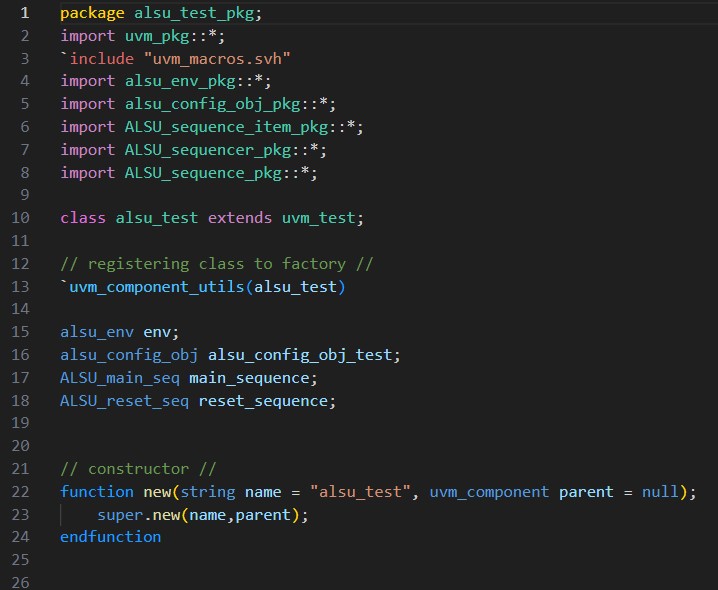 1 package alsu_test_pkg;
2 import uvm_pkg::*;
3 `include "uvm_macros.svh"
4 import alsu_env_pkg::*;
5 import alsu_config_obj_pkg::*;
6 import ALSU_sequence_item_pkg::*;
7 import ALSU_sequencer_pkg::*;
8 import ALSU_sequence_pkg::*;
9
10 class alsu_test extends uvm_test;
11
12 // registering class to factory //
13 `uvm_component_utils(alsu_test)
14
15 alsu_env env;
16 alsu_config_obj alsu_config_obj_test;
17 ALSU_main_seq main_sequence;
18 ALSU_reset_seq reset_sequence;
19
20
21 // constructor //
22 function new(string name = "alsu_test", uvm_component parent = null);
23     super.new(name,parent);
24 endfunction
25
26